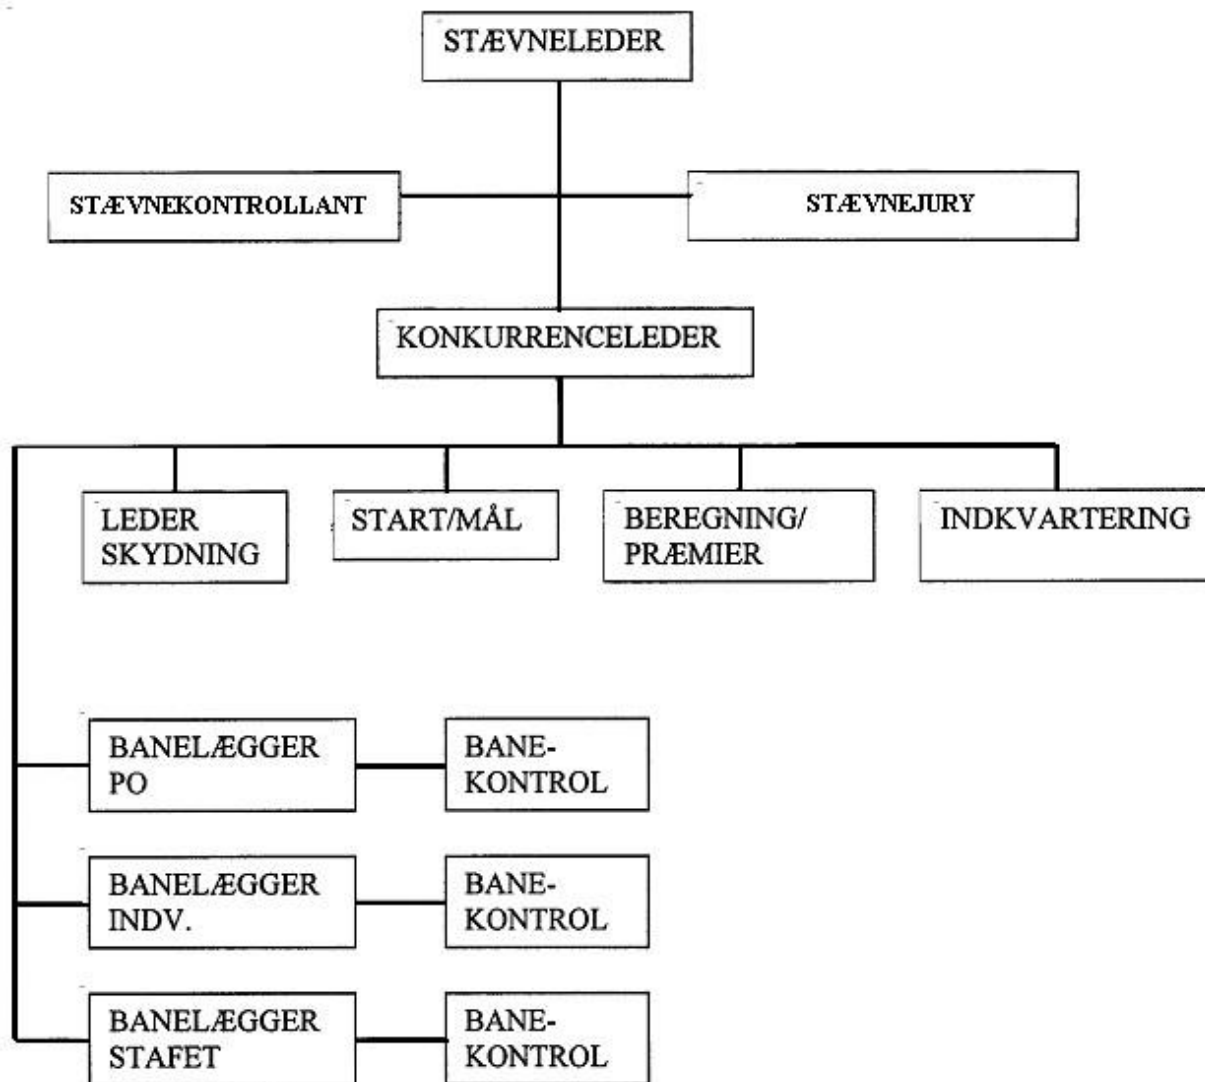 STÆVNELEDER
STÆVNEKONTROLLANT
STÆVNEJURY
KONKURRENCELEDER
LEDER
SKYDNING
START/MÅL
BEREGNING/
PRÆMIER
INDKVARTERING
BANELÆGGER
PO
BANE-
KONTROL
BANELÆGGER
INDV.
BANE-
KONTROL
BANELÆGGER
STAFET
BANE-
KONTROL